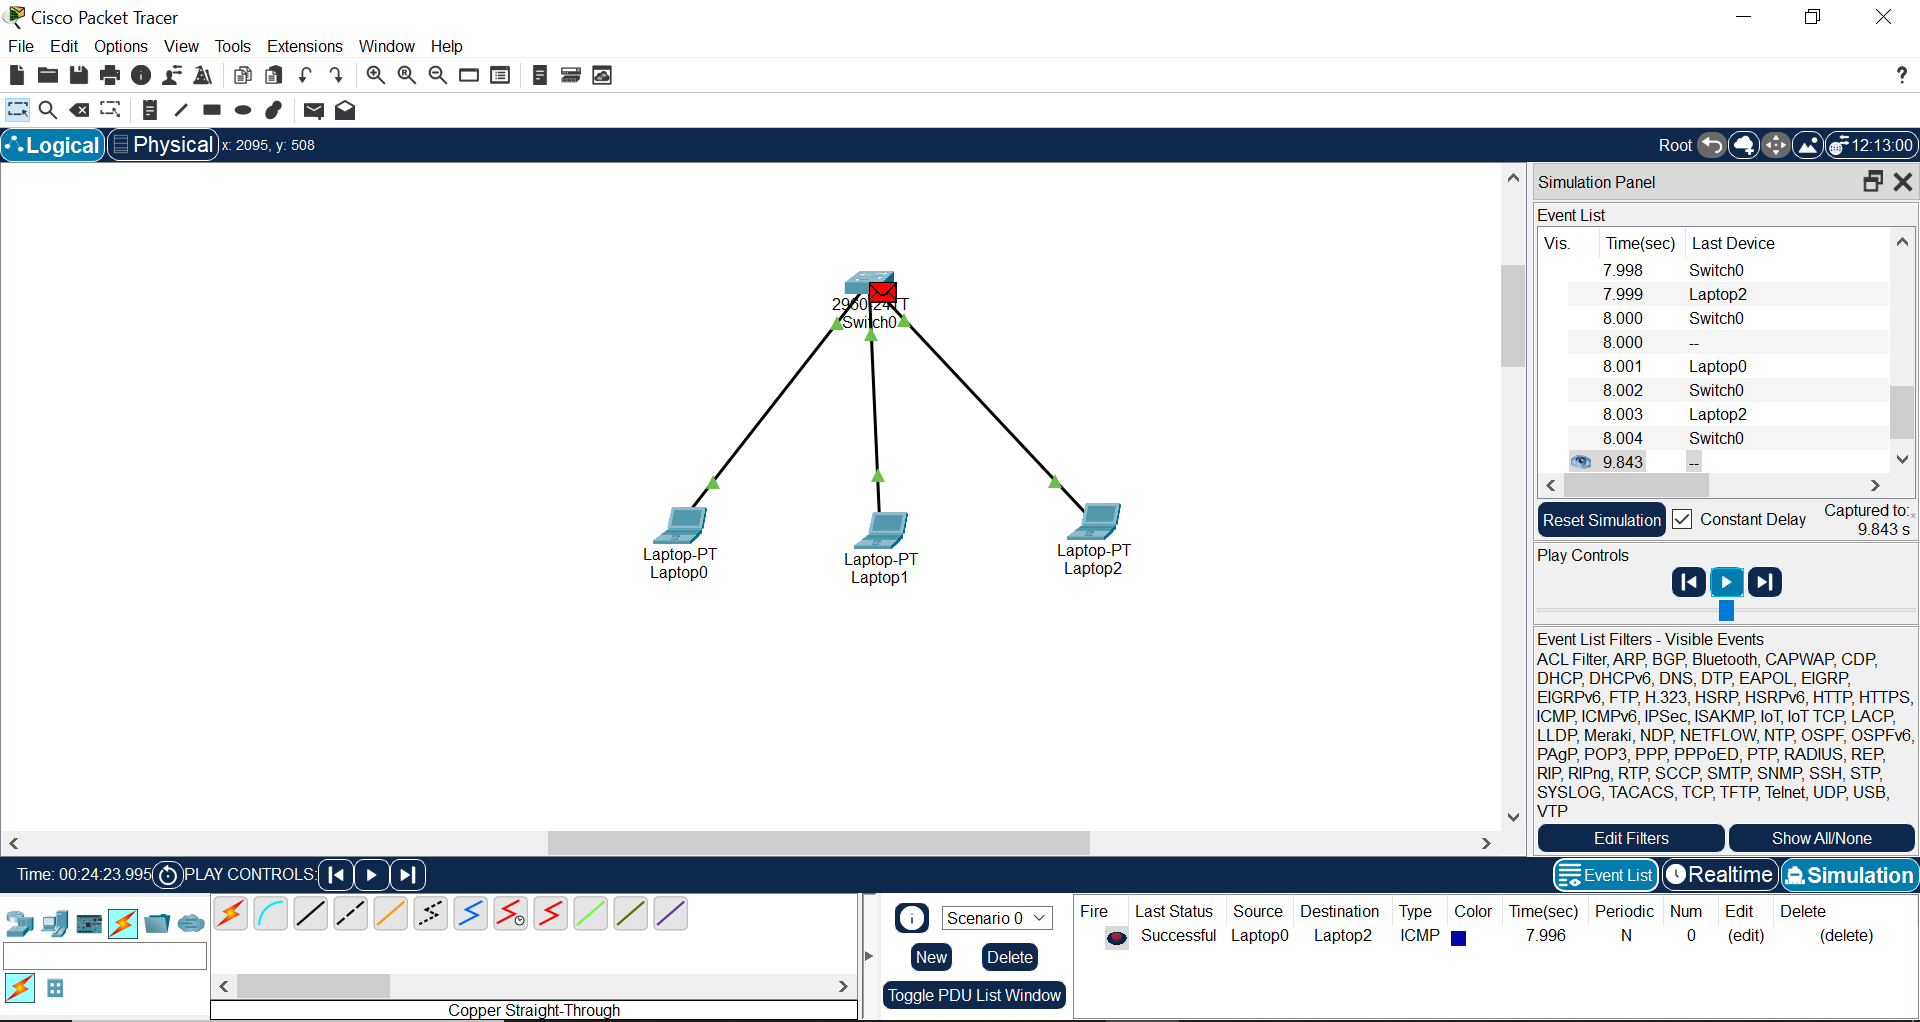 Cisco Packet Tracer
File Edit Options View Tools Extensions Window Help
?
Logical Physical x: 2095, y: 508 Root 12:13:00
Simulation Panel
Event List
Vis. Time(sec) Last Device
7.998 Switch0
7.999 Laptop2
8.000 Switch0
8.000 --
8.001 Laptop0
8.002 Switch0
8.003 Laptop2
8.004 Switch0
9.843 --
Reset Simulation Constant Delay Captured to:
9.843 s
Play Controls
Event List Filters - Visible Events
ACL Filter, ARP, BGP, Bluetooth, CAPWAP, CDP,
DHCP, DHCPv6, DNS, DTP, EAPOL, EIGRP,
EIGRPv6, FTP, H.323, HSRP, HSRPv6, HTTP, HTTPS,
ICMP, ICMPv6, IPSec, ISAKMP, IoT, IoT TCP, LACP,
LLDP, Meraki, NDP, NETFLOW, NTP, OSPF, OSPFv6,
PAgP, POP3, PPP, PPPoED, PTP, RADIUS, REP,
RIP, RIPng, RTP, SCCP, SMTP, SNMP, SSH, STP,
SYSLOG, TACACS, TCP, TFTP, Telnet, UDP, USB,
VTP
Edit Filters Show All/None
2960-24TT
Switch0
Laptop-PT
Laptop0
Laptop-PT
Laptop1
Laptop-PT
Laptop2
Time: 00:24:23.995 PLAY CONTROLS: Event List Realtime Simulation
Copper Straight-Through
Scenario 0
New Delete
Toggle PDU List Window
Fire Last Status Source Destination Type Color Time(sec) Periodic Num Edit Delete
Successful Laptop0 Laptop2 ICMP 7.996 N 0 (edit) (delete)